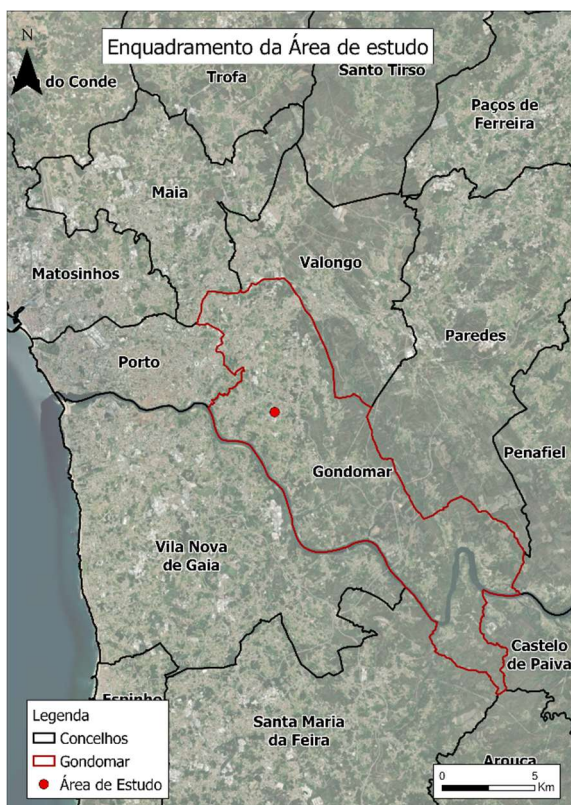 Enquadramento da Área de estudo
N
do Conde
Trofa
Santo Tirso
Paços de
Ferreira
Maia
Valongo
Matosinhos
Paredes
Porto
Penafiel
Gondomar
Vila Nova
de Gaia
Castelo
de Paiva
Espinho
Santa Maria
da Feira
Arouca
Legenda
Concelhos
Gondomar
Área de Estudo
0 5
Km